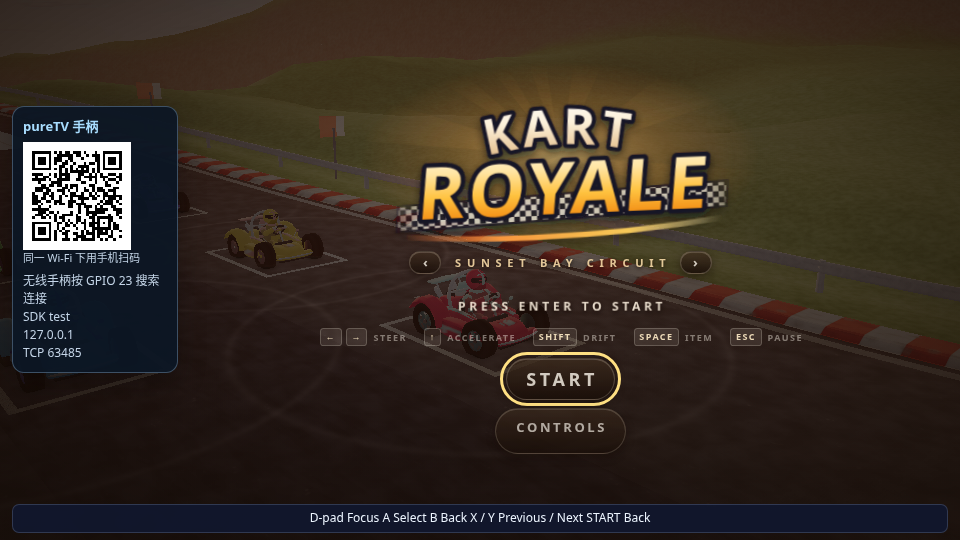 pureTV 手柄
同一 Wi-Fi 下用手机扫码
无线手柄按 GPIO 23 搜索
连接
SDK test
127.0.0.1
TCP 63485
KART
ROYALE
‹ SUNSET BAY CIRCUIT ›
PRESS ENTER TO START
← → STEER ↑ ACCELERATE SHIFT DRIFT SPACE ITEM ESC PAUSE
START
CONTROLS
D-pad Focus A Select B Back X / Y Previous / Next START Back